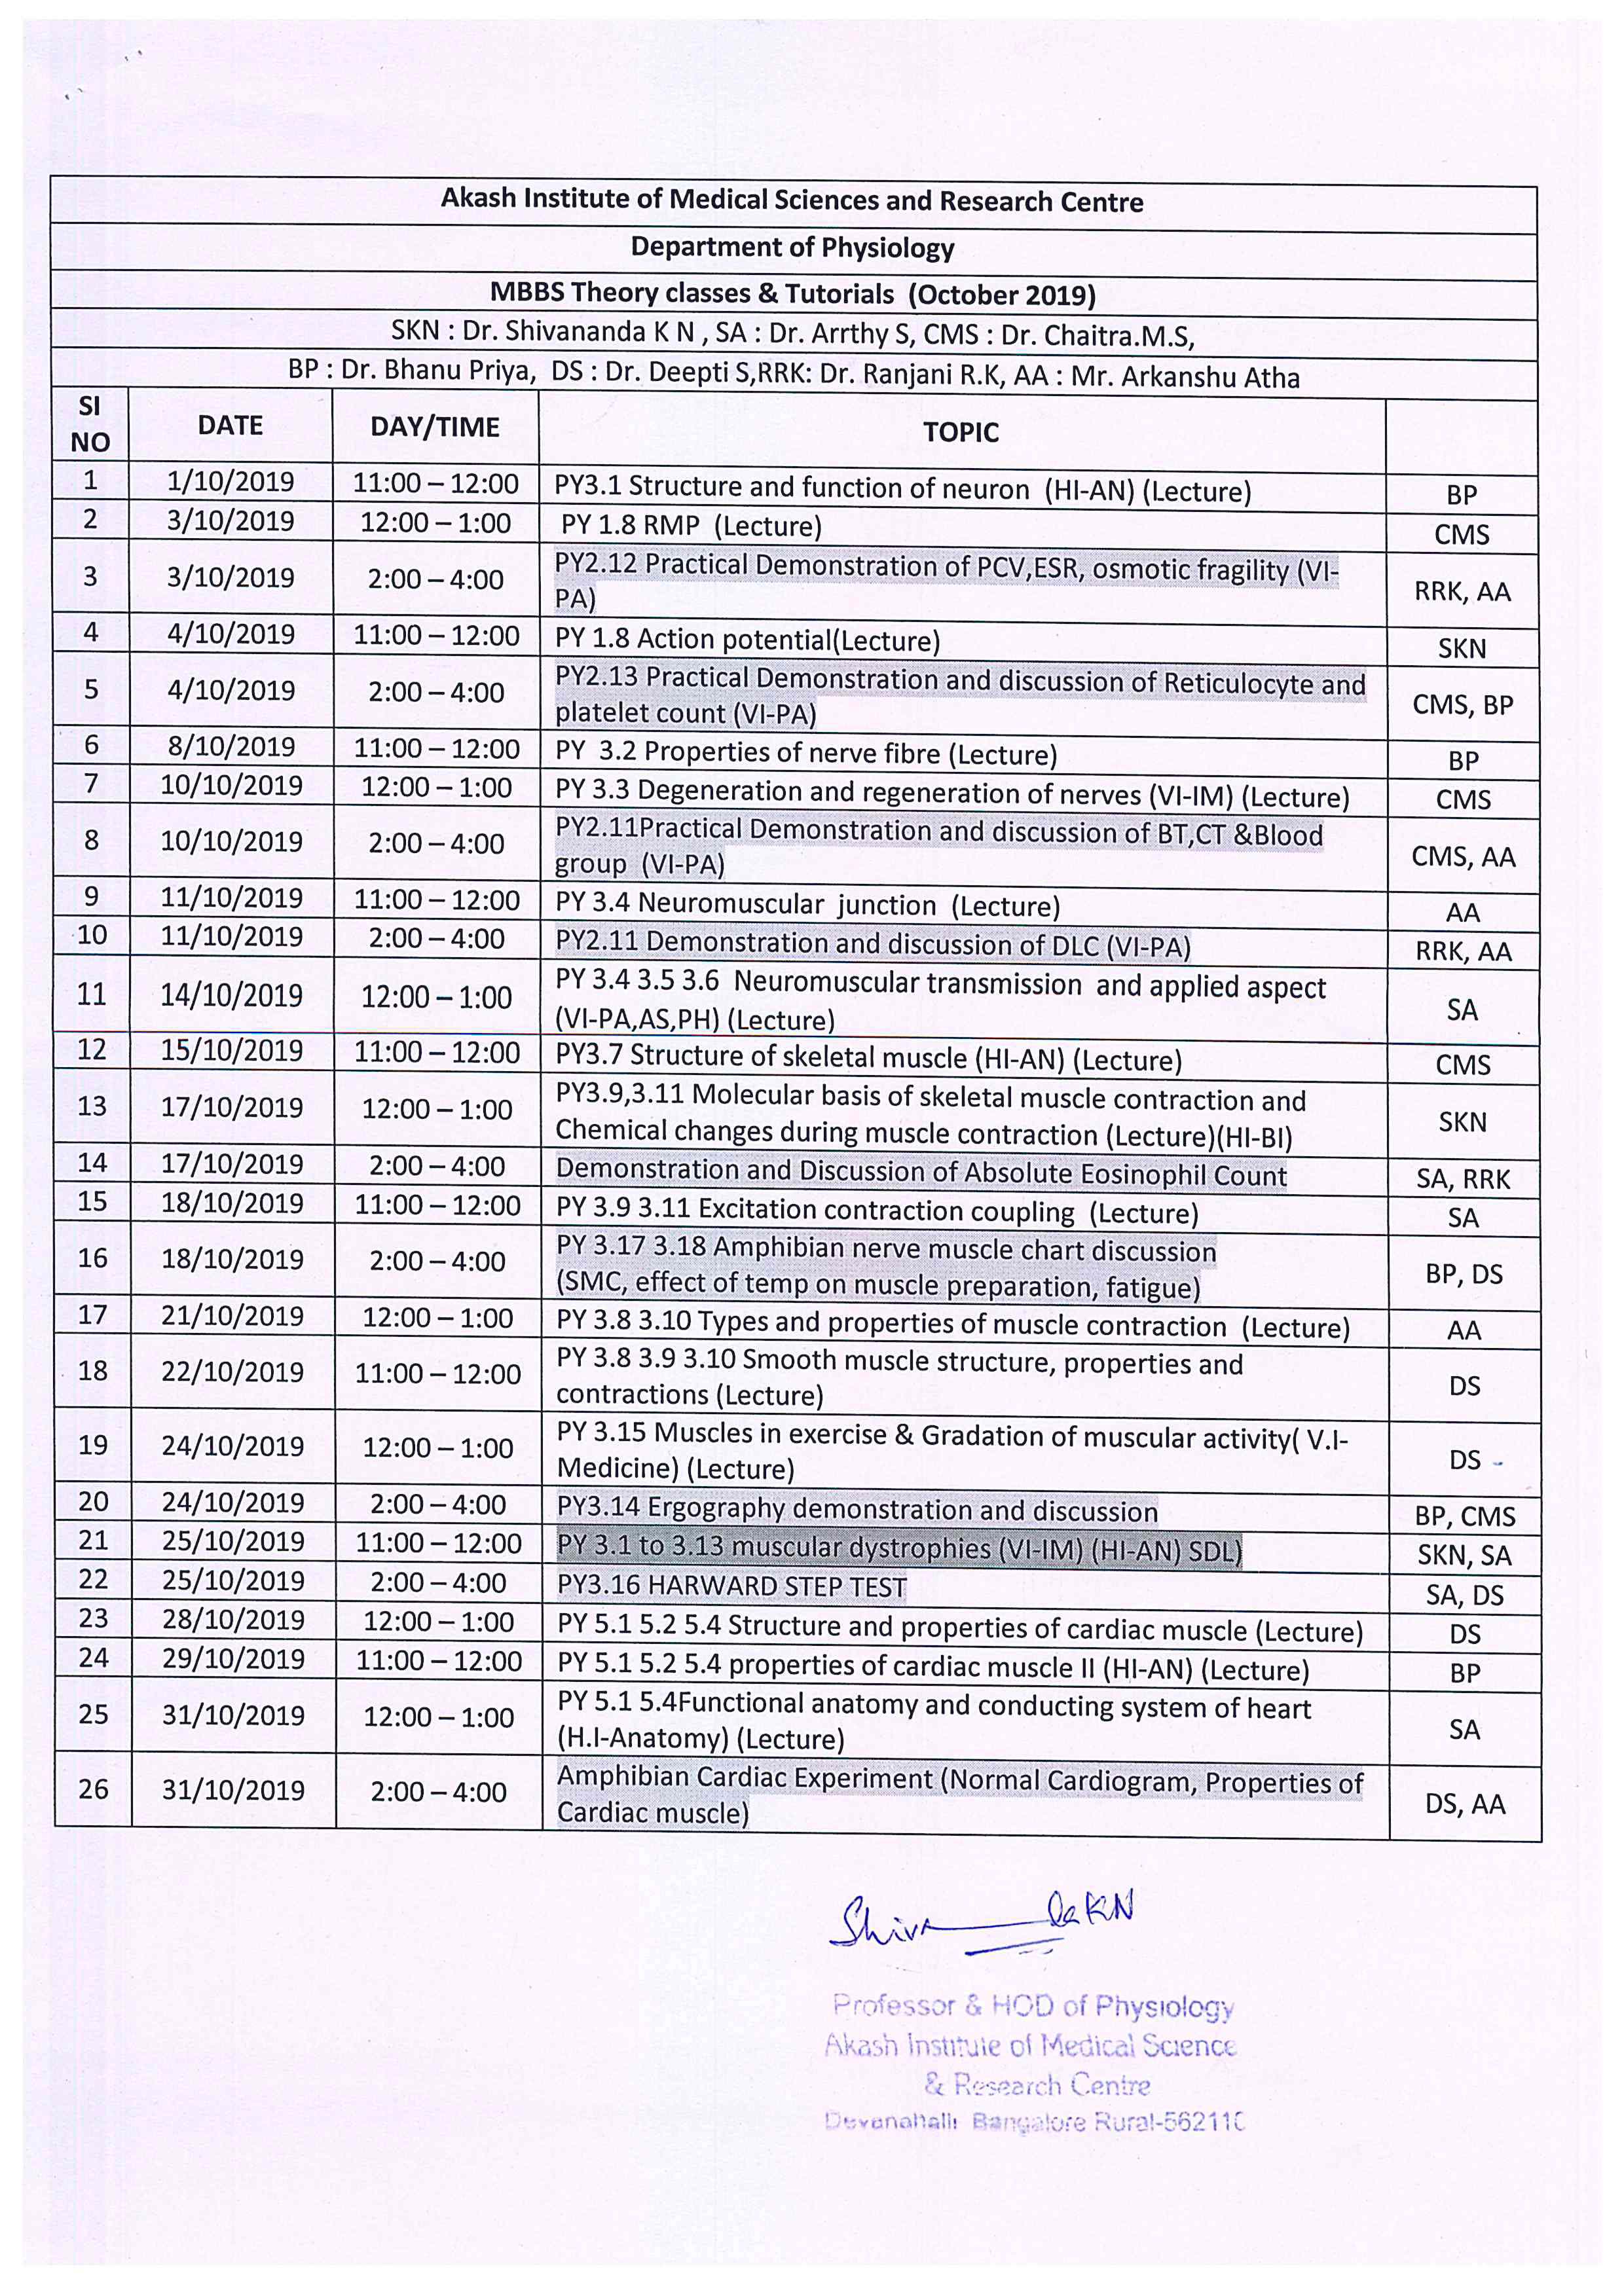 Akash Institute of Medical Sciences and Research Centre
Department of Physiology
MBBS Theory classes & Tutorials (October 2019)
SKN : Dr. Shivananda K N , SA : Dr. Arrthy S, CMS : Dr. Chaitra.M.S,
BP : Dr. Bhanu Priya, DS : Dr. Deepti S,RRK: Dr. Ranjani R.K, AA : Mr. Arkanshu Atha
SI NO DATE DAY/TIME TOPIC
1 1/10/2019 11:00 – 12:00 PY3.1 Structure and function of neuron (HI-AN) (Lecture) BP
2 3/10/2019 12:00 – 1:00 PY 1.8 RMP (Lecture) CMS
3 3/10/2019 2:00 – 4:00 PY2.12 Practical Demonstration of PCV,ESR, osmotic fragility (VI-
PA) RRK, AA
4 4/10/2019 11:00 – 12:00 PY 1.8 Action potential(Lecture) SKN
5 4/10/2019 2:00 – 4:00 PY2.13 Practical Demonstration and discussion of Reticulocyte and
platelet count (VI-PA) CMS, BP
6 8/10/2019 11:00 – 12:00 PY 3.2 Properties of nerve fibre (Lecture) BP
7 10/10/2019 12:00 – 1:00 PY 3.3 Degeneration and regeneration of nerves (VI-IM) (Lecture) CMS
8 10/10/2019 2:00 – 4:00 PY2.11Practical Demonstration and discussion of BT,CT &Blood
group (VI-PA) CMS, AA
9 11/10/2019 11:00 – 12:00 PY 3.4 Neuromuscular junction (Lecture) AA
10 11/10/2019 2:00 – 4:00 PY2.11 Demonstration and discussion of DLC (VI-PA) RRK, AA
11 14/10/2019 12:00 – 1:00 PY 3.4 3.5 3.6 Neuromuscular transmission and applied aspect
(VI-PA,AS,PH) (Lecture) SA
12 15/10/2019 11:00 – 12:00 PY3.7 Structure of skeletal muscle (HI-AN) (Lecture) CMS
13 17/10/2019 12:00 – 1:00 PY3.9,3.11 Molecular basis of skeletal muscle contraction and
Chemical changes during muscle contraction (Lecture)(HI-BI) SKN
14 17/10/2019 2:00 – 4:00 Demonstration and Discussion of Absolute Eosinophil Count SA, RRK
15 18/10/2019 11:00 – 12:00 PY 3.9 3.11 Excitation contraction coupling (Lecture) SA
16 18/10/2019 2:00 – 4:00 PY 3.17 3.18 Amphibian nerve muscle chart discussion
(SMC, effect of temp on muscle preparation, fatigue) BP, DS
17 21/10/2019 12:00 – 1:00 PY 3.8 3.10 Types and properties of muscle contraction (Lecture) AA
18 22/10/2019 11:00 – 12:00 PY 3.8 3.9 3.10 Smooth muscle structure, properties and
contractions (Lecture) DS
19 24/10/2019 12:00 – 1:00 PY 3.15 Muscles in exercise & Gradation of muscular activity( V.I-
Medicine) (Lecture) DS
20 24/10/2019 2:00 – 4:00 PY3.14 Ergography demonstration and discussion BP, CMS
21 25/10/2019 11:00 – 12:00 PY 3.1 to 3.13 muscular dystrophies (VI-IM) (HI-AN) SDL) SKN, SA
22 25/10/2019 2:00 – 4:00 PY3.16 HARWARD STEP TEST SA, DS
23 28/10/2019 12:00 – 1:00 PY 5.1 5.2 5.4 Structure and properties of cardiac muscle (Lecture) DS
24 29/10/2019 11:00 – 12:00 PY 5.1 5.2 5.4 properties of cardiac muscle II (HI-AN) (Lecture) BP
25 31/10/2019 12:00 – 1:00 PY 5.1 5.4Functional anatomy and conducting system of heart
(H.I-Anatomy) (Lecture) SA
26 31/10/2019 2:00 – 4:00 Amphibian Cardiac Experiment (Normal Cardiogram, Properties of
Cardiac muscle) DS, AA
Professor & HOD of Physiology
Akash Institute of Medical Science
& Research Centre
Devanahalli Bangalore Rural-562110